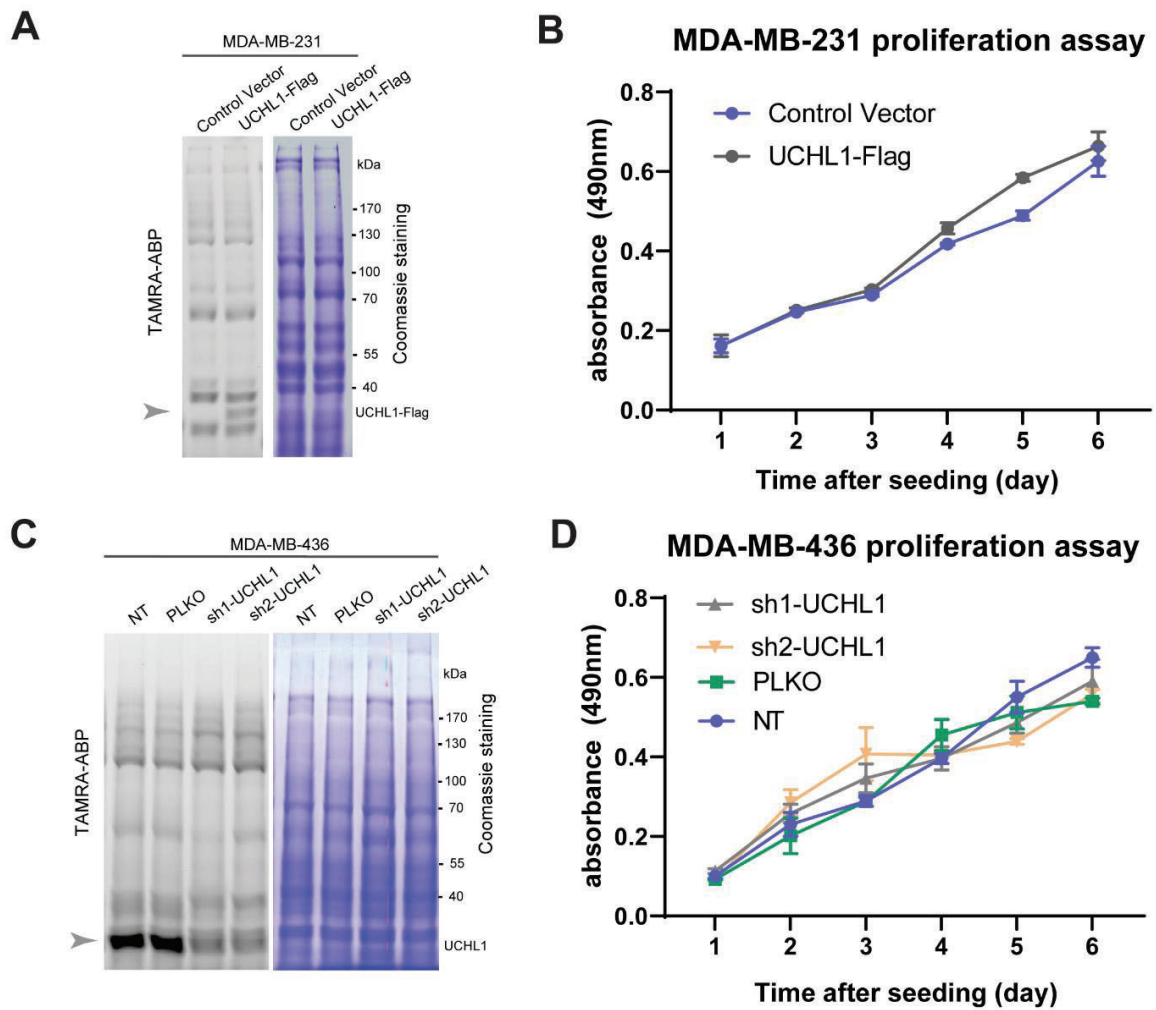 A
MDA-MB-231
Control Vector
UCHL1-Flag
Control Vector
UCHL1-Flag
kDa
170
130
100
70
55
40
UCHL1-Flag
TAMRA-ABP
Coomassie staining
B
MDA-MB-231 proliferation assay
Control Vector
UCHL1-Flag
absorbance (490nm)
0.8
0.6
0.4
0.2
0.0
1 2 3 4 5 6
Time after seeding (day)
C
MDA-MB-436
NT
PLKO
sh1-UCHL1
sh2-UCHL1
NT
PLKO
sh1-UCHL1
sh2-UCHL1
kDa
170
130
100
70
55
40
UCHL1
TAMRA-ABP
Coomassie staining
D
MDA-MB-436 proliferation assay
sh1-UCHL1
sh2-UCHL1
PLKO
NT
absorbance (490nm)
0.8
0.6
0.4
0.2
0.0
1 2 3 4 5 6
Time after seeding (day)